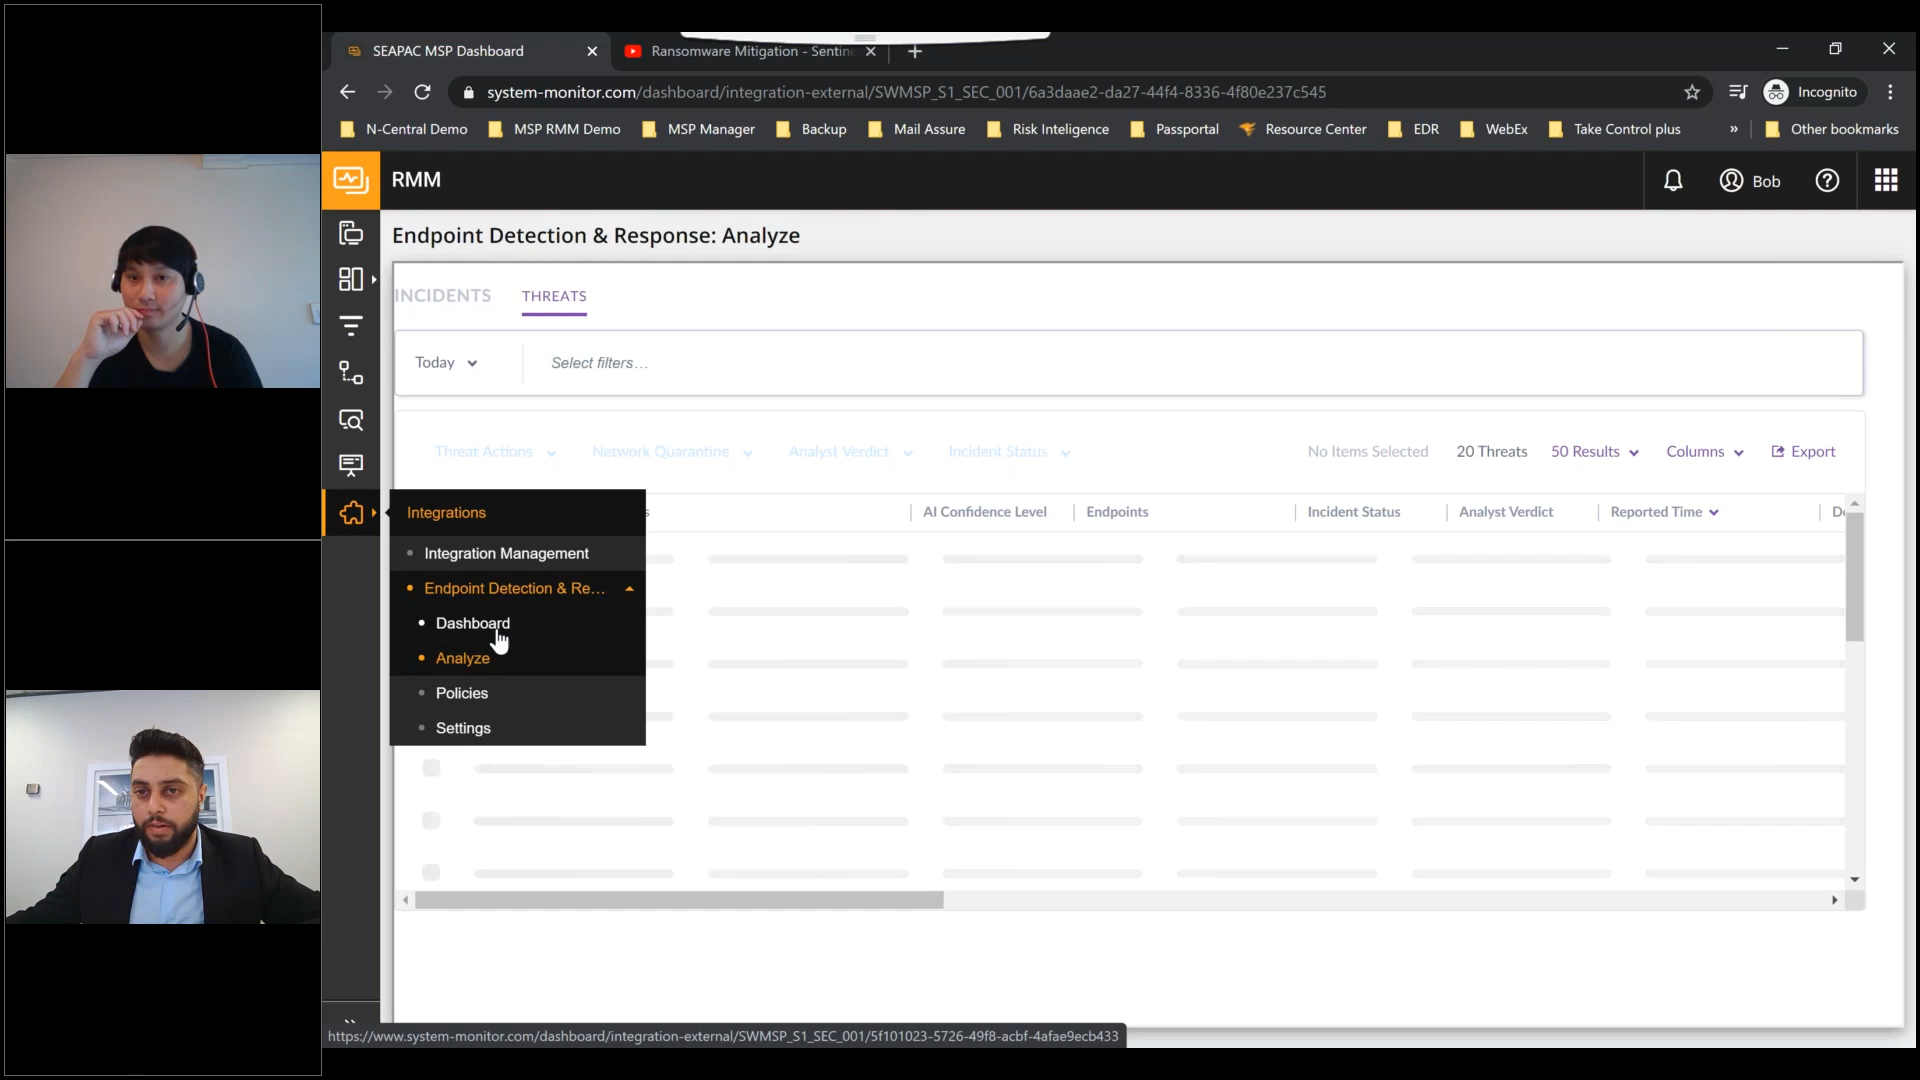 SEAPAC MSP Dashboard
Ransomware Mitigation - Sentin
system-monitor.com/dashboard/integration-external/SWMSP_S1_SEC_001/6a3daae2-da27-44f4-8336-4f80e237c545
Incognito
N-Central Demo
MSP RMM Demo
MSP Manager
Backup
Mail Assure
Risk Inteligence
Passportal
Resource Center
EDR
WebEx
Take Control plus
»
Other bookmarks
RMM
Bob
Endpoint Detection & Response: Analyze
INCIDENTS
THREATS
Today
Select filters...
Threat Actions
Network Quarantine
Analyst Verdict
Incident Status
No Items Selected
20 Threats
50 Results
Columns
Export
s
AI Confidence Level
Endpoints
Incident Status
Analyst Verdict
Reported Time
Integrations
Integration Management
Endpoint Detection & Re...
Dashboard
Analyze
Policies
Settings
https://www.system-monitor.com/dashboard/integration-external/SWMSP_S1_SEC_001/5f101023-5726-49f8-acbf-4afae9ecb433